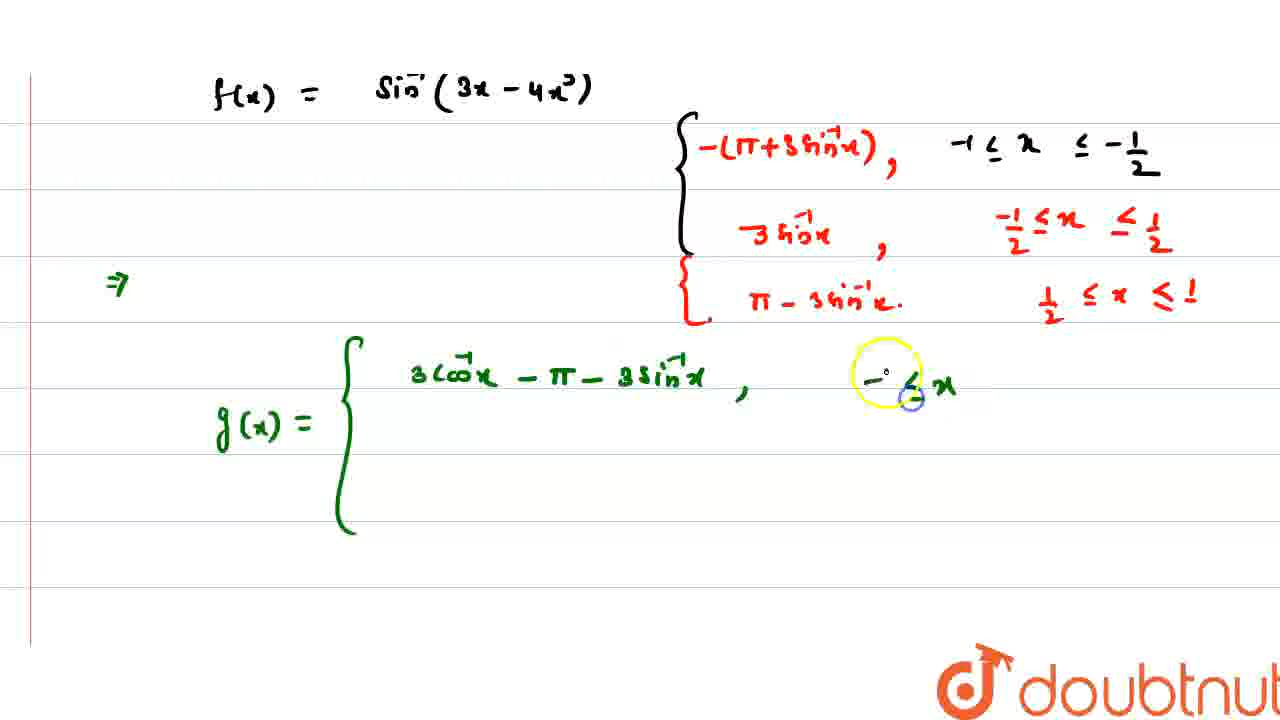 f(x) = sin⁻¹(3x - 4x³)
-(π+3sin⁻¹x), -1 ≤ x ≤ -1/2
3sin⁻¹x, -1/2 ≤ x ≤ 1/2
π - 3sin⁻¹x. 1/2 ≤ x ≤ 1
⇒
g(x) = { 3cos⁻¹x - π - 3sin⁻¹x, - ≤ x
doubtnut